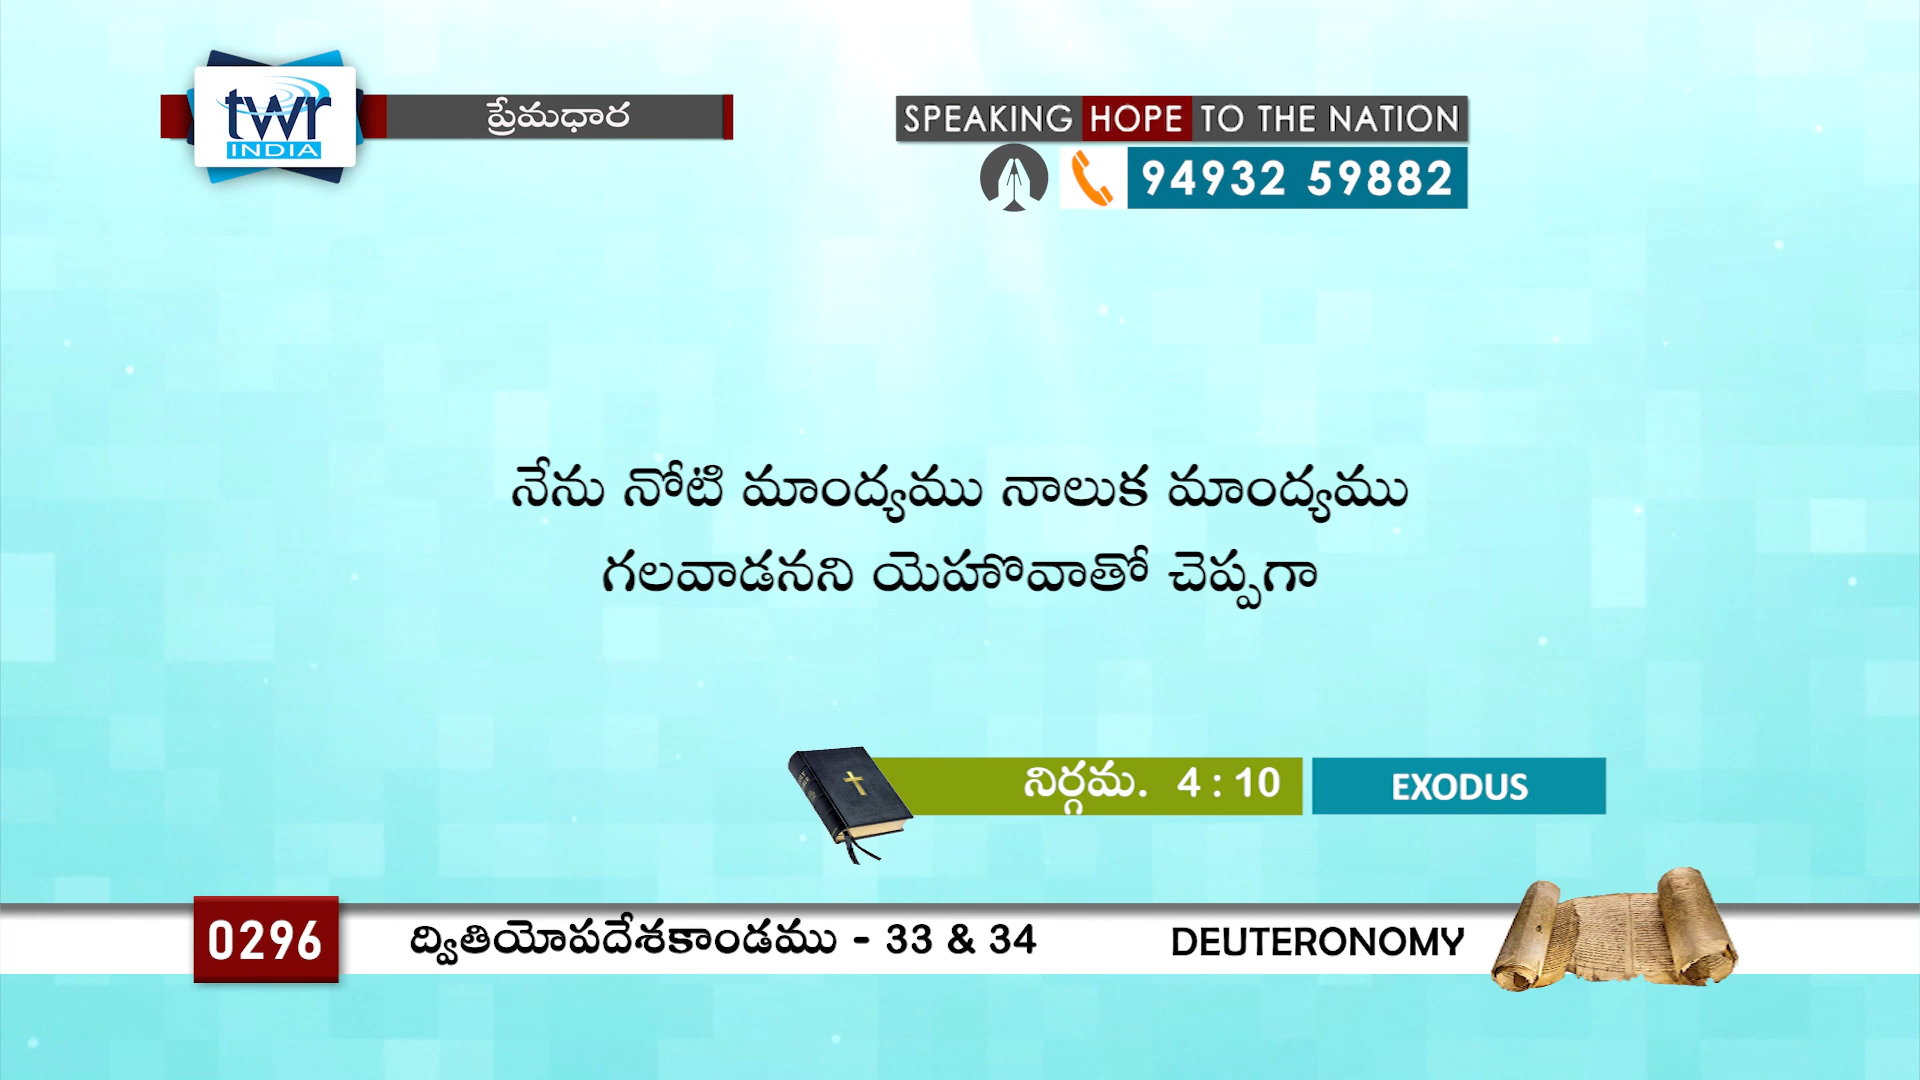 twr
INDIA
ప్రేమధార
SPEAKING HOPE TO THE NATION
94932 59882
నేను నోటి మాంద్యము నాలుక మాంద్యము
గలవాడనని యెహొవాతో చెప్పగా
నిర్గమ. 4 : 10
EXODUS
0296
ద్వితియోపదేశకాండము - 33 & 34
DEUTERONOMY